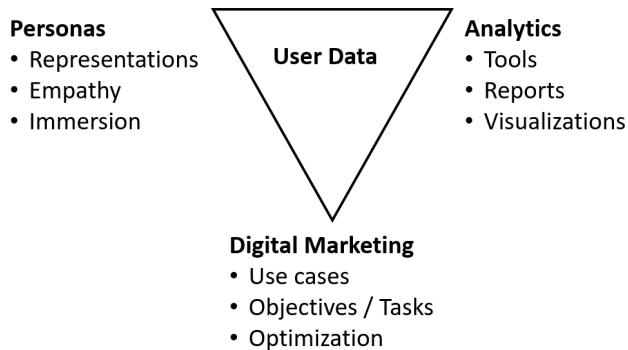 Personas
• Representations
• Empathy
• Immersion
User Data
Analytics
• Tools
• Reports
• Visualizations
Digital Marketing
• Use cases
• Objectives / Tasks
• Optimization